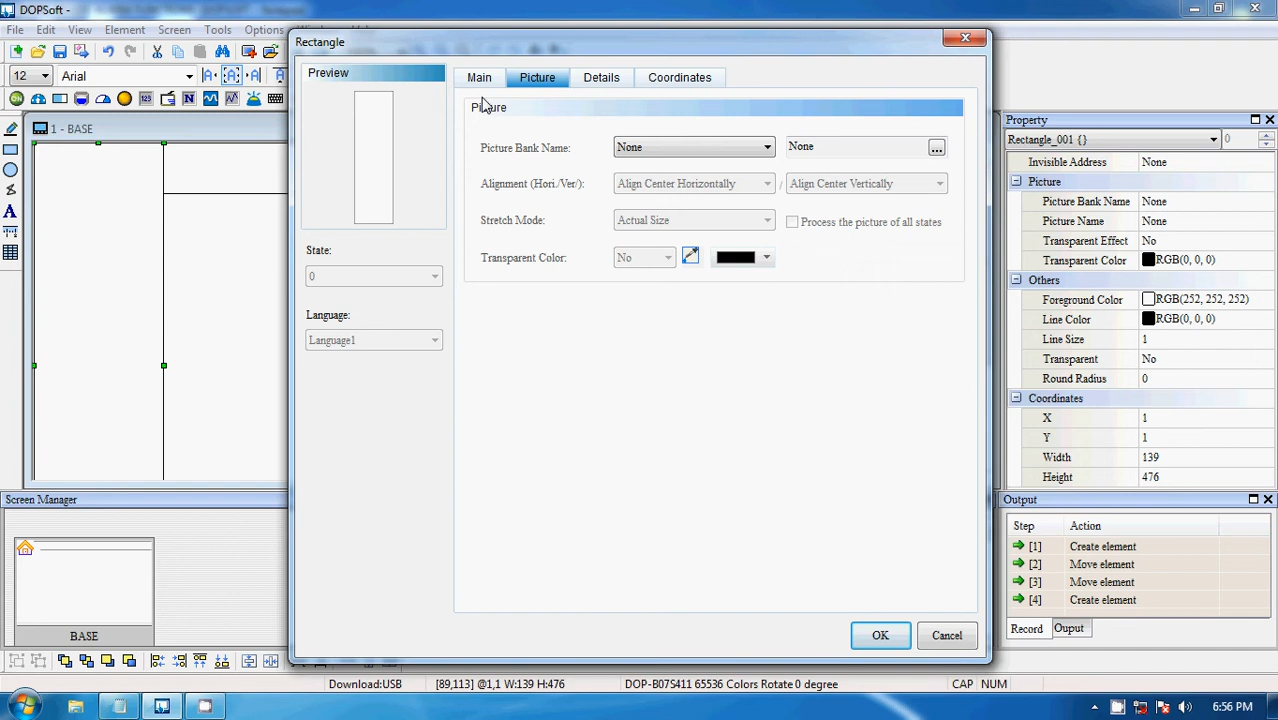 DOPSoft -
File Edit View Element Screen Tools Options
12 Arial
1 - BASE
Rectangle
Preview
State:
0
Language:
Language1
Main Picture Details Coordinates
Picture
Picture Bank Name: None None ...
Alignment (Hori./Ver/): Align Center Horizontally / Align Center Vertically
Stretch Mode: Actual Size Process the picture of all states
Transparent Color: No
OK Cancel
Property
Rectangle_001 {} 0
Invisible Address None
Picture
Picture Bank Name None
Picture Name None
Transparent Effect No
Transparent Color RGB(0, 0, 0)
Others
Foreground Color RGB(252, 252, 252)
Line Color RGB(0, 0, 0)
Line Size 1
Transparent No
Round Radius 0
Coordinates
X 1
Y 1
Width 139
Height 476
Screen Manager
BASE
Output
Step Action
[1] Create element
[2] Move element
[3] Move element
[4] Create element
Record Ouput
Download:USB [89,113] @1,1 W:139 H:476 DOP-B07S411 65536 Colors Rotate 0 degree CAP NUM
6:56 PM